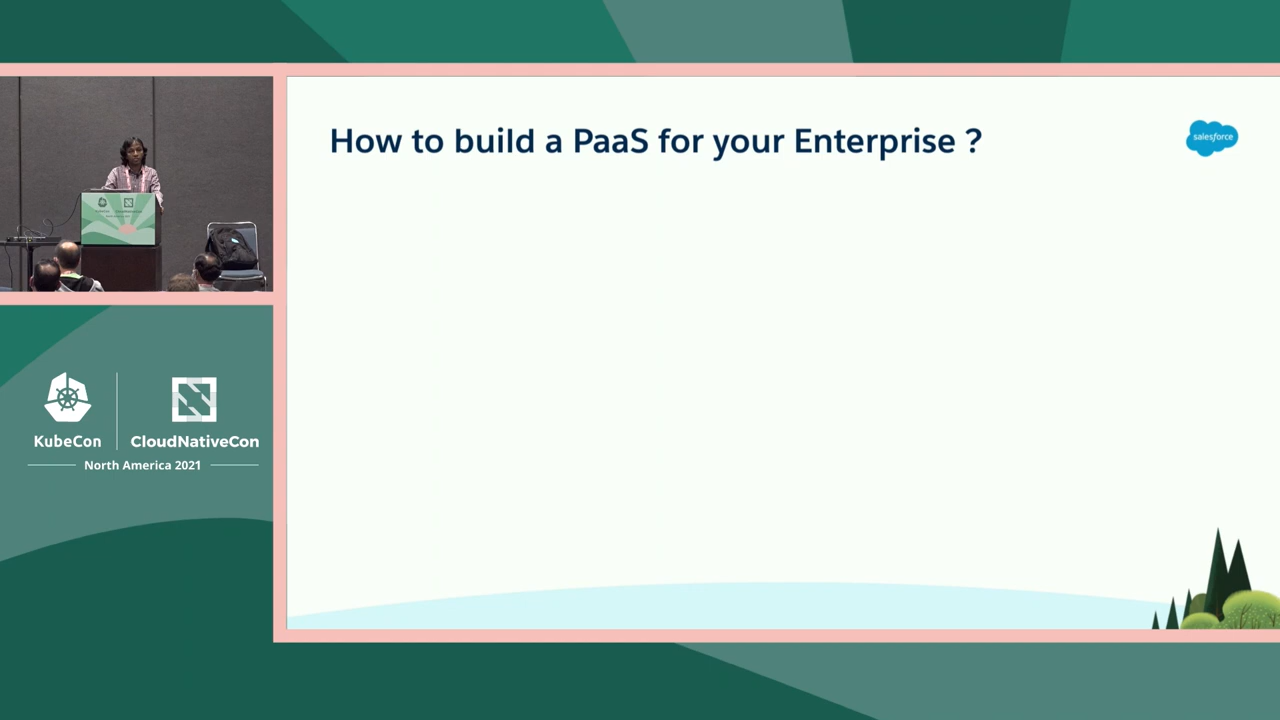 How to build a PaaS for your Enterprise ?
salesforce
KubeCon
CloudNativeCon
North America 2021